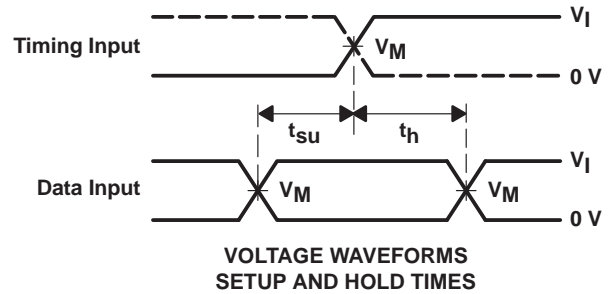 V_I
Timing Input
V_M
0 V
t_su
t_h
V_I
Data Input
V_M
V_M
0 V
VOLTAGE WAVEFORMS
SETUP AND HOLD TIMES